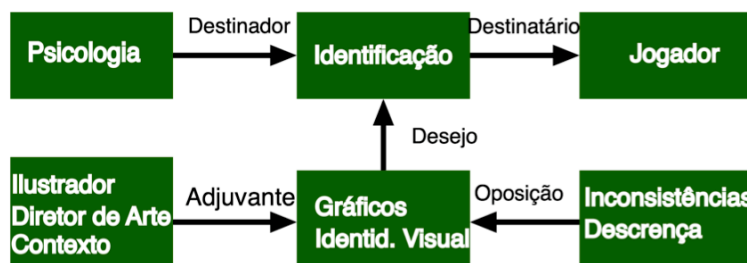 Destinador
Destinatário
Psicologia
Identificação
Jogador
Desejo
Ilustrador
Diretor de Arte
Contexto
Adjuvante
Gráficos
Identid. Visual
Oposição
Inconsistências
Descrença